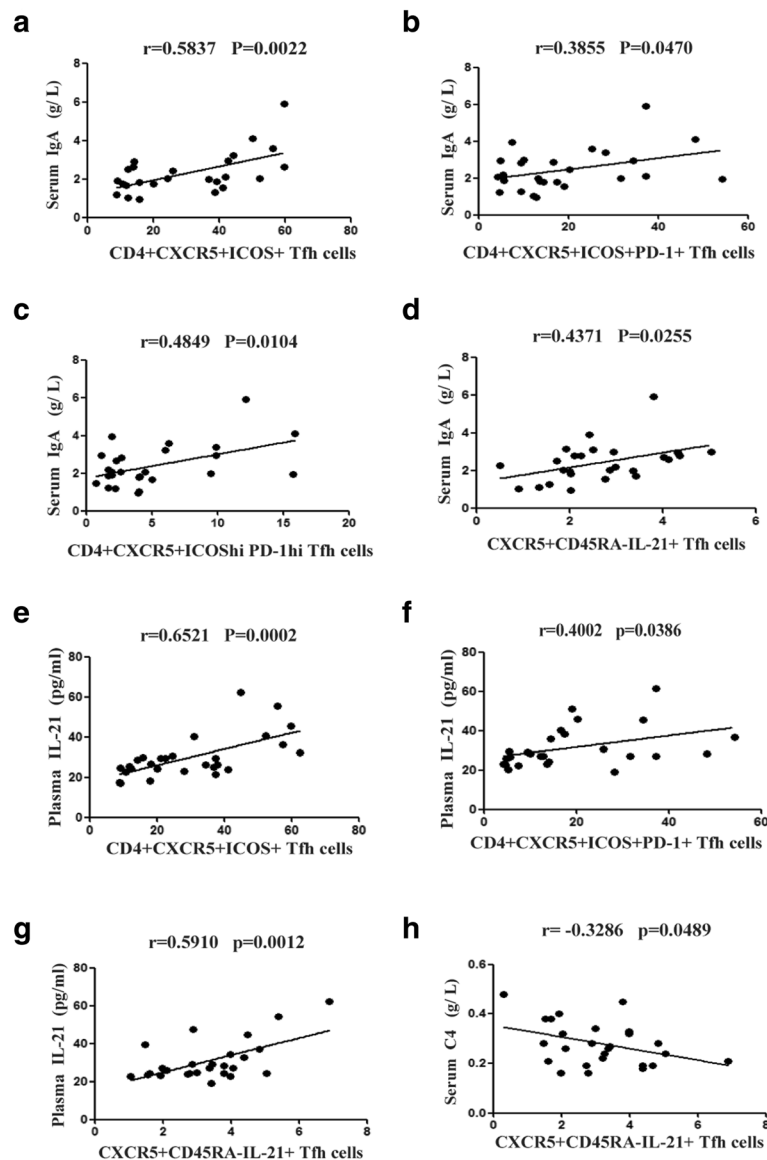 a
r=0.5837 P=0.0022
Serum IgA (g/ L)
8
6
4
2
0
0 20 40 60 80
CD4+CXCR5+ICOS+ Tfh cells
b
r=0.3855 P=0.0470
Serum IgA (g/ L)
8
6
4
2
0
0 20 40 60
CD4+CXCR5+ICOS+PD-1+ Tfh cells
c
r=0.4849 P=0.0104
Serum IgA (g/ L)
8
6
4
2
0
0 5 10 15 20
CD4+CXCR5+ICOShi PD-1hi Tfh cells
d
r=0.4371 P=0.0255
Serum IgA (g/ L)
8
6
4
2
0
0 2 4 6
CXCR5+CD45RA-IL-21+ Tfh cells
e
r=0.6521 P=0.0002
Plasma IL-21 (pg/ml)
80
60
40
20
0
0 20 40 60 80
CD4+CXCR5+ICOS+ Tfh cells
f
r=0.4002 p=0.0386
Plasma IL-21 (pg/ml)
80
60
40
20
0
0 20 40 60
CD4+CXCR5+ICOS+PD-1+ Tfh cells
g
r=0.5910 p=0.0012
Plasma IL-21 (pg/ml)
80
60
40
20
0
0 2 4 6 8
CXCR5+CD45RA-IL-21+ Tfh cells
h
r= -0.3286 p=0.0489
Serum C4 (g/ L)
0.6
0.4
0.2
0.0
0 2 4 6 8
CXCR5+CD45RA-IL-21+ Tfh cells